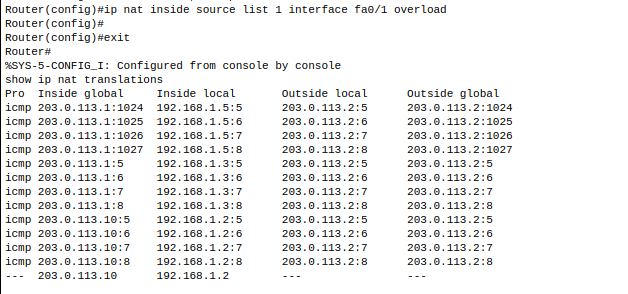 Router(config)#ip nat inside source list 1 interface fa0/1 overload
Router(config)#
Router(config)#exit
Router#
%SYS-5-CONFIG_I: Configured from console by console
show ip nat translations
Pro  Inside global     Inside local       Outside local      Outside global
icmp 203.0.113.1:1024  192.168.1.5:5      203.0.113.2:5      203.0.113.2:1024
icmp 203.0.113.1:1025  192.168.1.5:6      203.0.113.2:6      203.0.113.2:1025
icmp 203.0.113.1:1026  192.168.1.5:7      203.0.113.2:7      203.0.113.2:1026
icmp 203.0.113.1:1027  192.168.1.5:8      203.0.113.2:8      203.0.113.2:1027
icmp 203.0.113.1:5     192.168.1.3:5      203.0.113.2:5      203.0.113.2:5
icmp 203.0.113.1:6     192.168.1.3:6      203.0.113.2:6      203.0.113.2:6
icmp 203.0.113.1:7     192.168.1.3:7      203.0.113.2:7      203.0.113.2:7
icmp 203.0.113.1:8     192.168.1.3:8      203.0.113.2:8      203.0.113.2:8
icmp 203.0.113.10:5    192.168.1.2:5      203.0.113.2:5      203.0.113.2:5
icmp 203.0.113.10:6    192.168.1.2:6      203.0.113.2:6      203.0.113.2:6
icmp 203.0.113.10:7    192.168.1.2:7      203.0.113.2:7      203.0.113.2:7
icmp 203.0.113.10:8    192.168.1.2:8      203.0.113.2:8      203.0.113.2:8
---  203.0.113.10      192.168.1.2        ---                ---